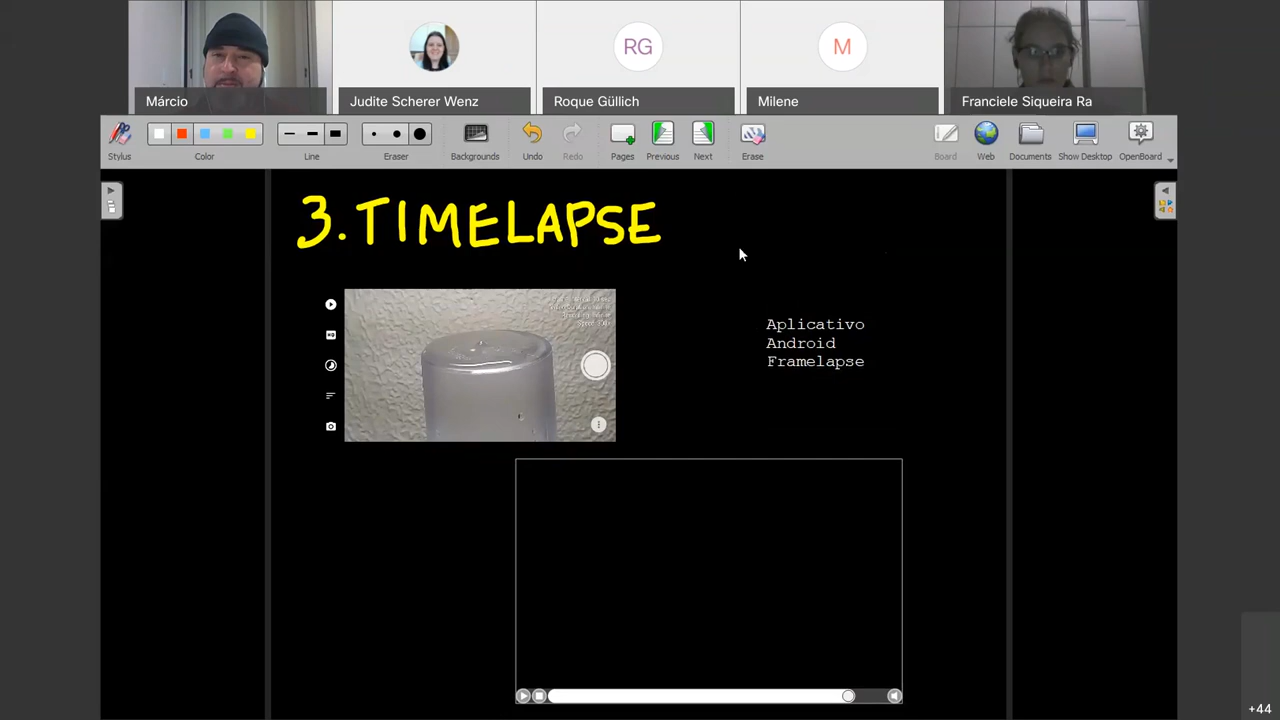 RG
M
Márcio
Judite Scherer Wenz
Roque Güllich
Milene
Franciele Siqueira Ra
Stylus
Color
Line
Eraser
Backgrounds
Undo
Redo
Pages
Previous
Next
Erase
Board
Web
Documents
Show Desktop
OpenBoard
3. TIMELAPSE
Aplicativo
Android
Framelapse
+44